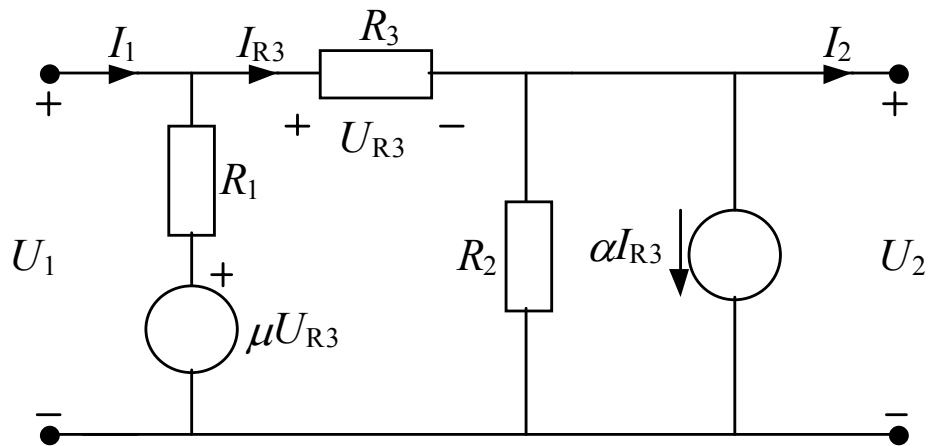 I1 IR3 R3 I2
+ + − +
UR3
R1
U1 R2 αIR3 U2
+
μUR3
− −